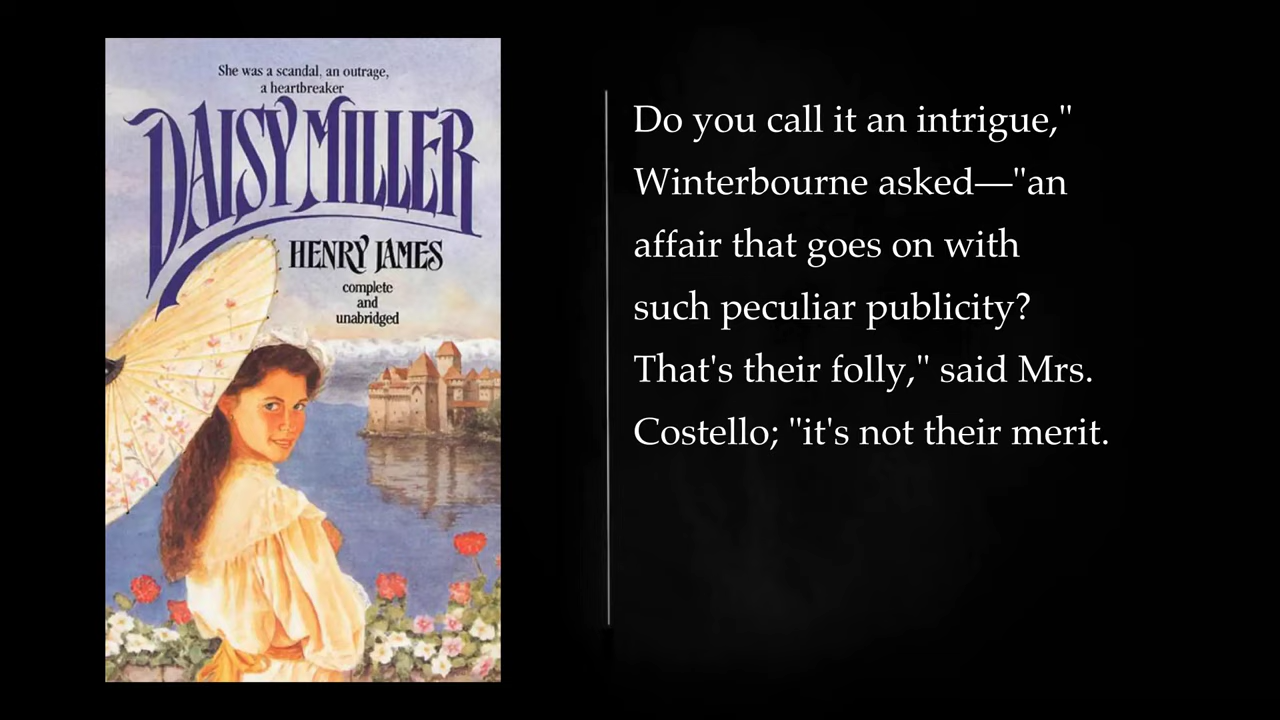 She was a scandal, an outrage,
a heartbreaker
DAISY MILLER
HENRY JAMES
complete
and
unabridged
Do you call it an intrigue,"
Winterbourne asked—"an
affair that goes on with
such peculiar publicity?
That's their folly," said Mrs.
Costello; "it's not their merit.